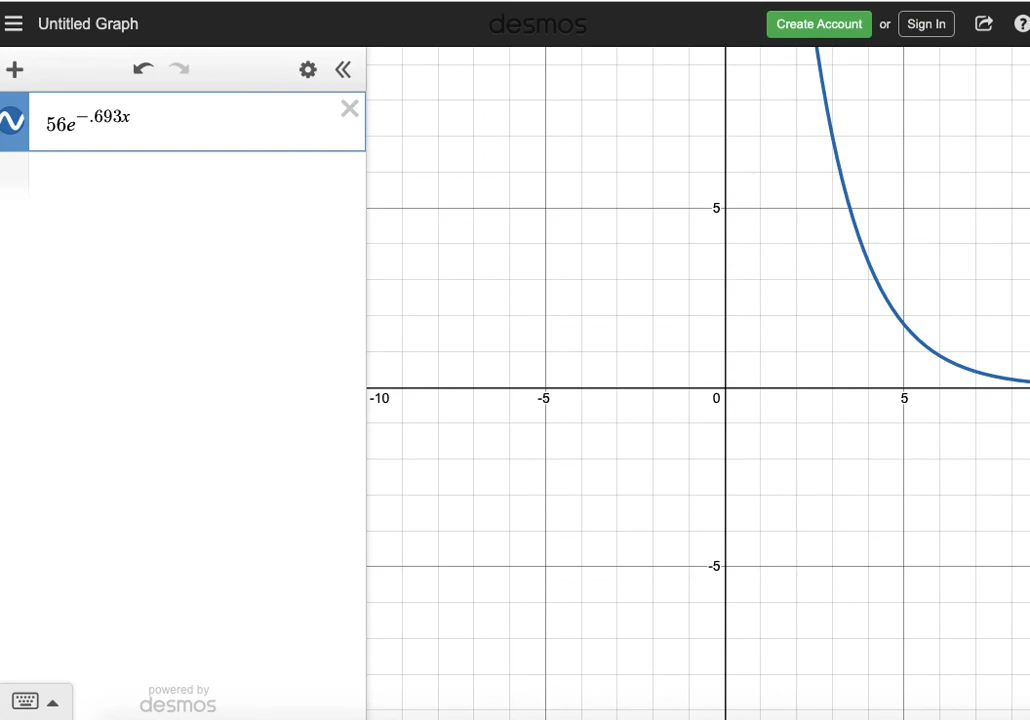 Untitled Graph
desmos
Create Account or Sign In
?
56e^{-.693x}
5
-10
-5
0
5
-5
powered by
desmos